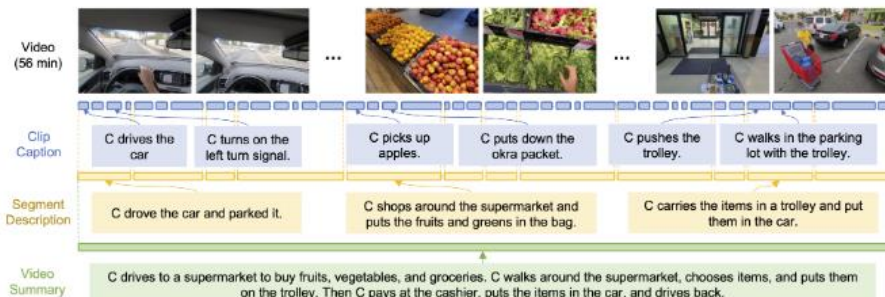 Video
(56 min)
...
...
Clip
Caption
C drives the
car
C turns on the
left turn signal.
C picks up
apples.
C puts down the
okra packet.
C pushes the
trolley.
C walks in the parking
lot with the trolley.
Segment
Description
C drove the car and parked it.
C shops around the supermarket and
puts the fruits and greens in the bag.
C carries the items in a trolley and put
them in the car.
Video
Summary
C drives to a supermarket to buy fruits, vegetables, and groceries. C walks around the supermarket, chooses items, and puts them
on the trolley. Then C pays at the cashier, puts the items in the car, and drives back.